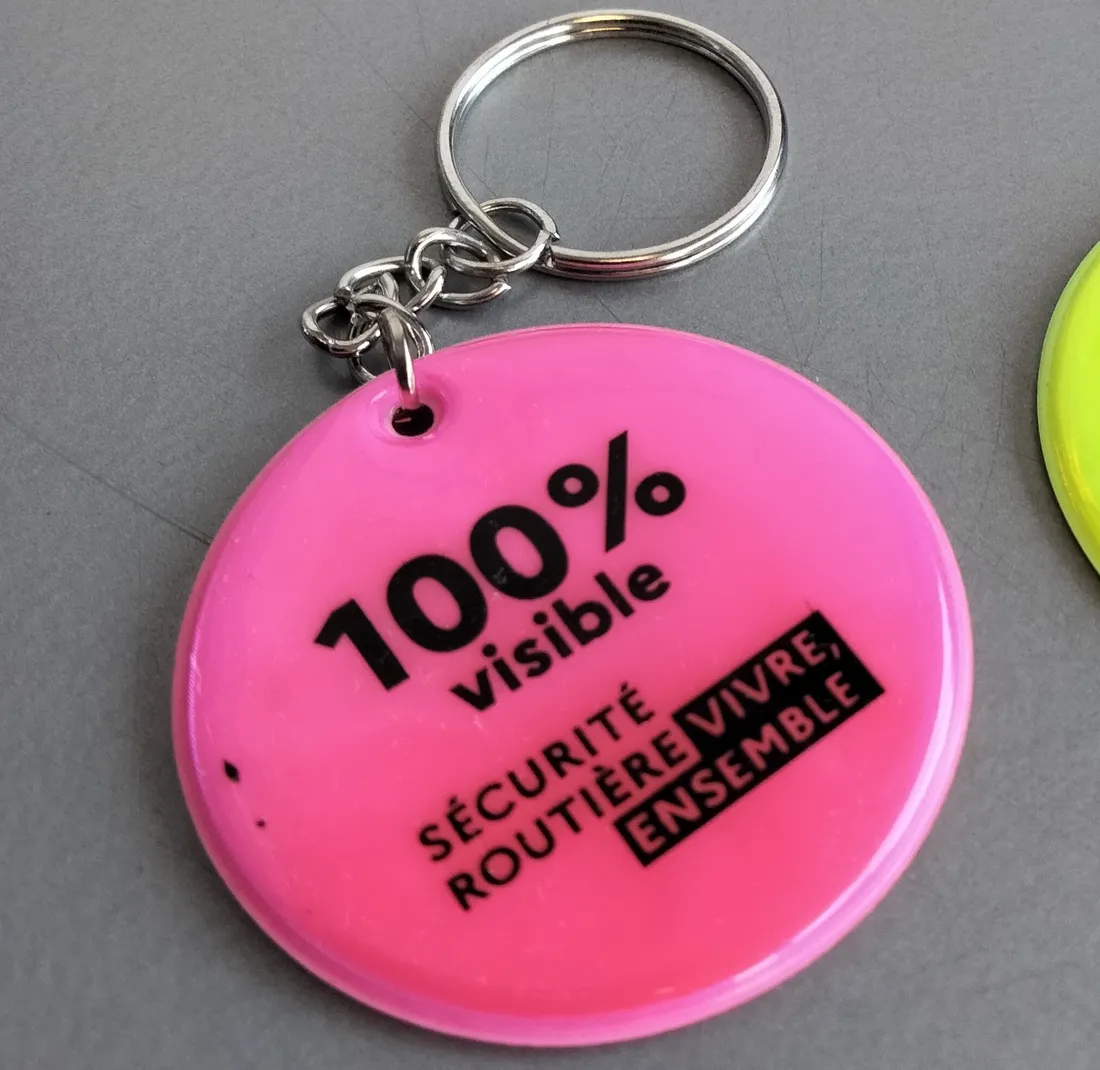 100%
visible
SÉCURITÉ
ROUTIÈRE VIVRE,
ENSEMBLE